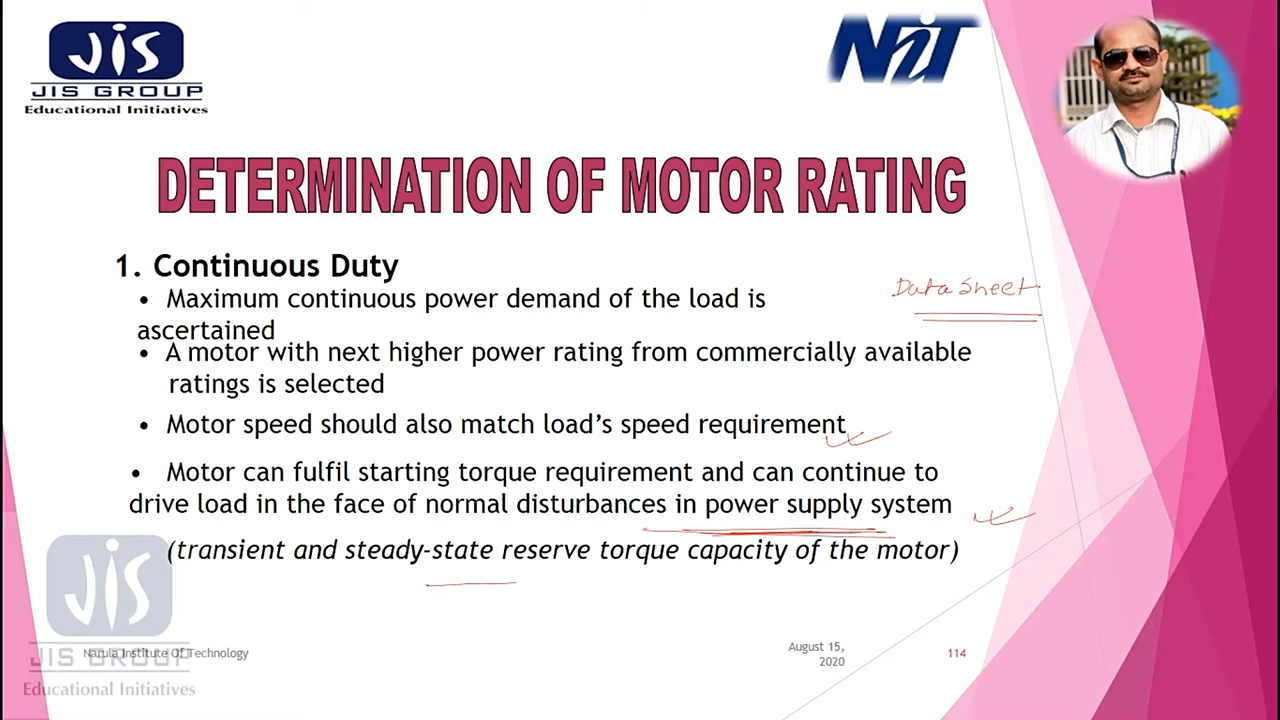 JIS
JIS GROUP
Educational Initiatives
NiT
DETERMINATION OF MOTOR RATING
1. Continuous Duty
• Maximum continuous power demand of the load is
ascertained
Data Sheet
• A motor with next higher power rating from commercially available
ratings is selected
• Motor speed should also match load’s speed requirement
• Motor can fulfil starting torque requirement and can continue to
drive load in the face of normal disturbances in power supply system
(transient and steady-state reserve torque capacity of the motor)
JIS
JIS GROUP
Educational Initiatives
Narula Institute Of Technology
August 15,
2020
114